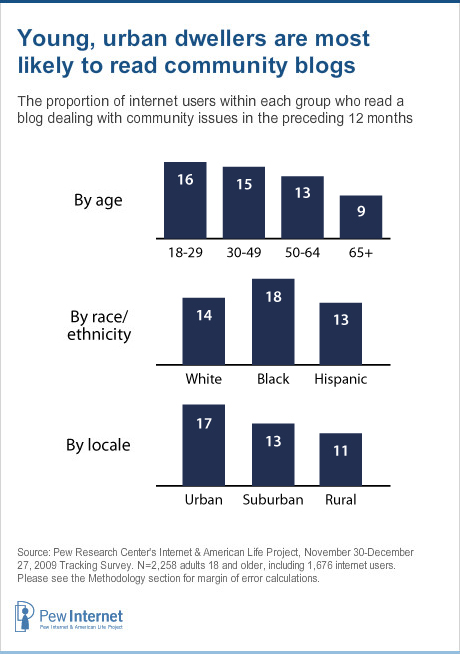 Young, urban dwellers are most
likely to read community blogs
The proportion of internet users within each group who read a
blog dealing with community issues in the preceding 12 months
By age
16
15
13
9
18-29 30-49 50-64 65+
By race/
ethnicity
14
18
13
White Black Hispanic
By locale
17
13
11
Urban Suburban Rural
Source: Pew Research Center's Internet & American Life Project, November 30-December
27, 2009 Tracking Survey. N=2,258 adults 18 and older, including 1,676 internet users.
Please see the Methodology section for margin of error calculations.
Pew Internet
Pew Internet & American Life Project